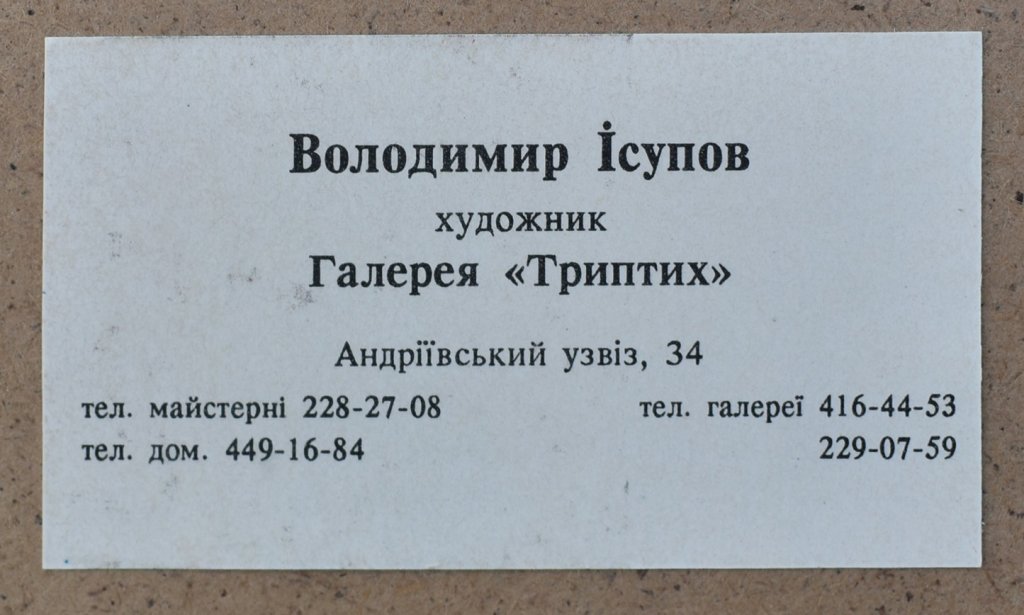 Володимир Ісупов
художник
Галерея «Триптих»
Андріївський узвіз, 34
тел. майстерні 228-27-08 тел. галереї 416-44-53
тел. дом. 449-16-84 229-07-59